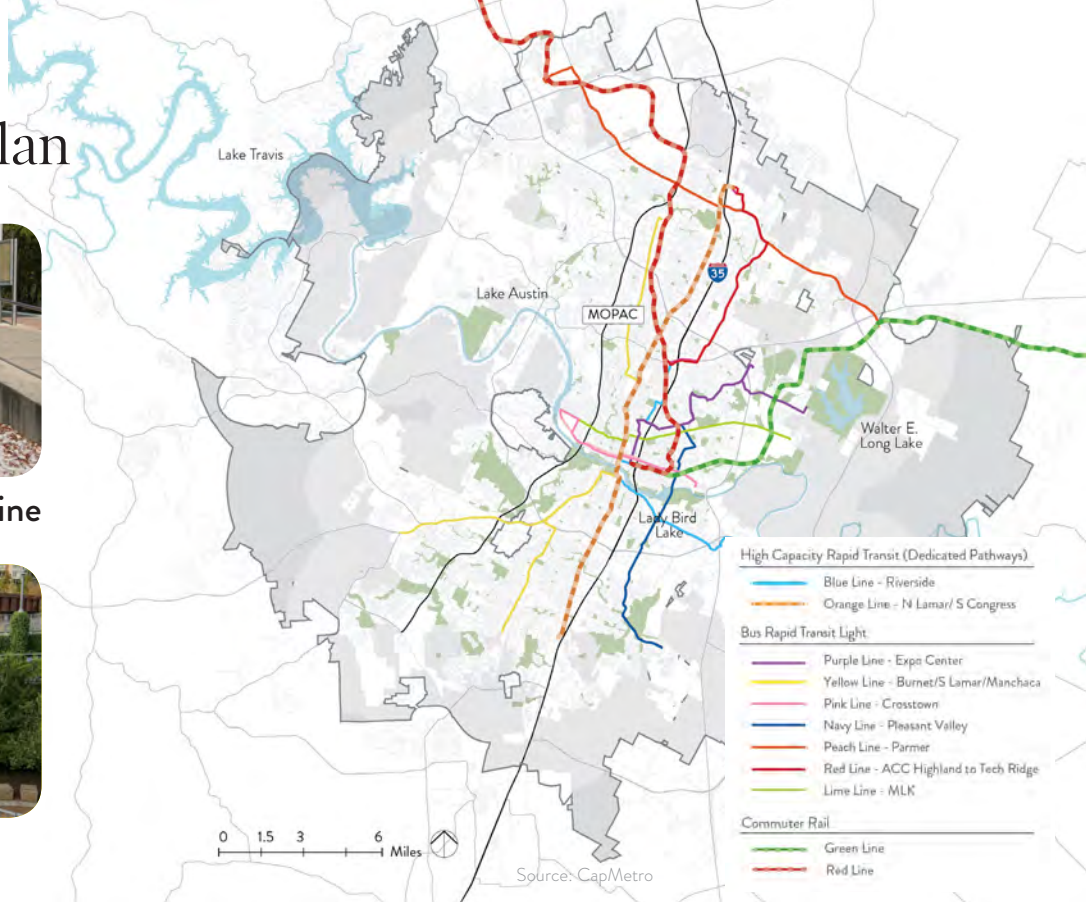 lan
ine
Lake Travis
Lake Austin
MOPAC
35
Walter E.
Long Lake
Lady Bird
Lake
High Capacity Rapid Transit (Dedicated Pathways)
Blue Line - Riverside
Orange Line - N Lamar/ S Congress
Bus Rapid Transit Light
Purple Line - Expo Center
Yellow Line - Burnet/S Lamar/Manchaca
Pink Line - Crosstown
Navy Line - Pleasant Valley
Peach Line - Parmer
Red Line - ACC Highland to Tech Ridge
Lime Line - MLK
Commuter Rail
Green Line
Red Line
0 1.5 3 6
Miles
Source: CapMetro